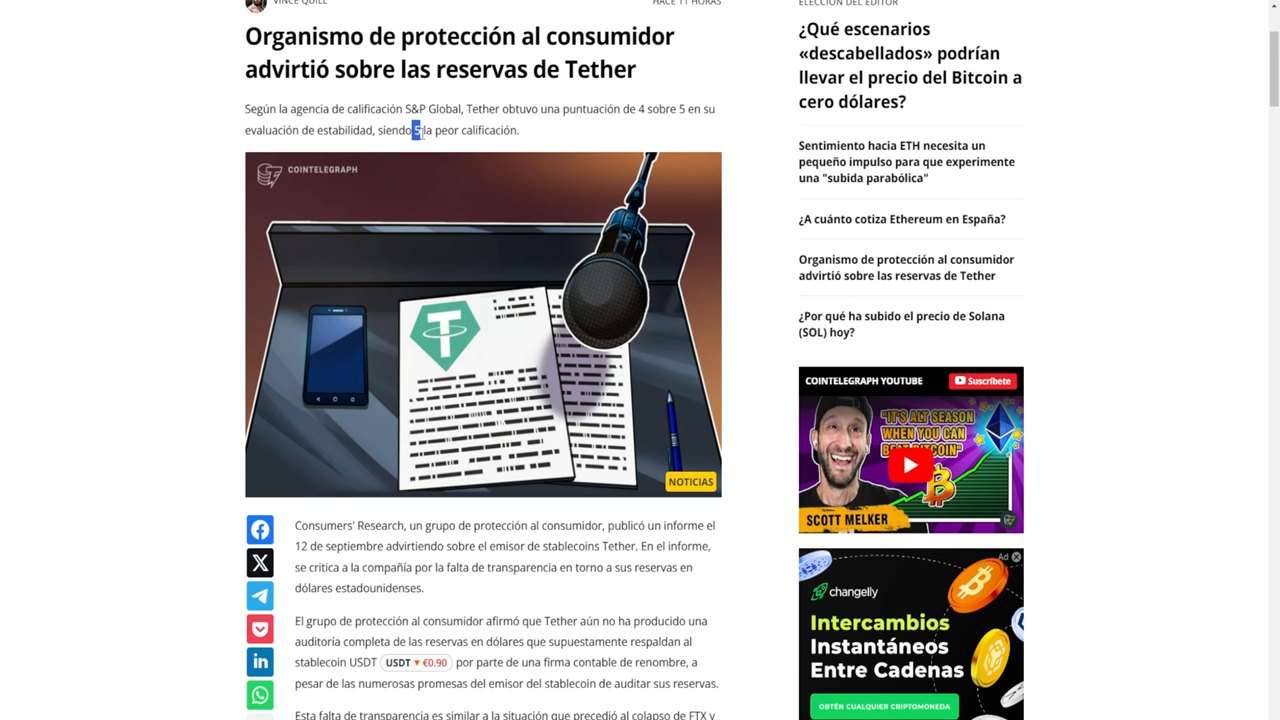 VINCE QUILL
HACE 11 HORAS
Organismo de protección al consumidor
advirtió sobre las reservas de Tether
Según la agencia de calificación S&P Global, Tether obtuvo una puntuación de 4 sobre 5 en su
evaluación de estabilidad, siendo 5 la peor calificación.
COINTELEGRAPH
T
NOTICIAS
Consumers' Research, un grupo de protección al consumidor, publicó un informe el
12 de septiembre advirtiendo sobre el emisor de stablecoins Tether. En el informe,
se critica a la compañía por la falta de transparencia en torno a sus reservas en
dólares estadounidenses.
El grupo de protección al consumidor afirmó que Tether aún no ha producido una
auditoría completa de las reservas en dólares que supuestamente respaldan al
stablecoin USDT USDT ▼ €0.90 por parte de una firma contable de renombre, a
pesar de las numerosas promesas del emisor del stablecoin de auditar sus reservas.
Esta falta de transparencia es similar a la situación que precedió al colapso de FTX y
ELECCIÓN DEL EDITOR
¿Qué escenarios
«descabellados» podrían
llevar el precio del Bitcoin a
cero dólares?
Sentimiento hacia ETH necesita un
pequeño impulso para que experimente
una "subida parabólica"
¿A cuánto cotiza Ethereum en España?
Organismo de protección al consumidor
advirtió sobre las reservas de Tether
¿Por qué ha subido el precio de Solana
(SOL) hoy?
COINTELEGRAPH YOUTUBE
Suscríbete
"IT'S ALT SEASON
WHEN YOU CAN
BEAT BITCOIN"
SCOTT MELKER
Ad
changelly
Intercambios
Instantáneos
Entre Cadenas
OBTÉN CUALQUIER CRIPTOMONEDA